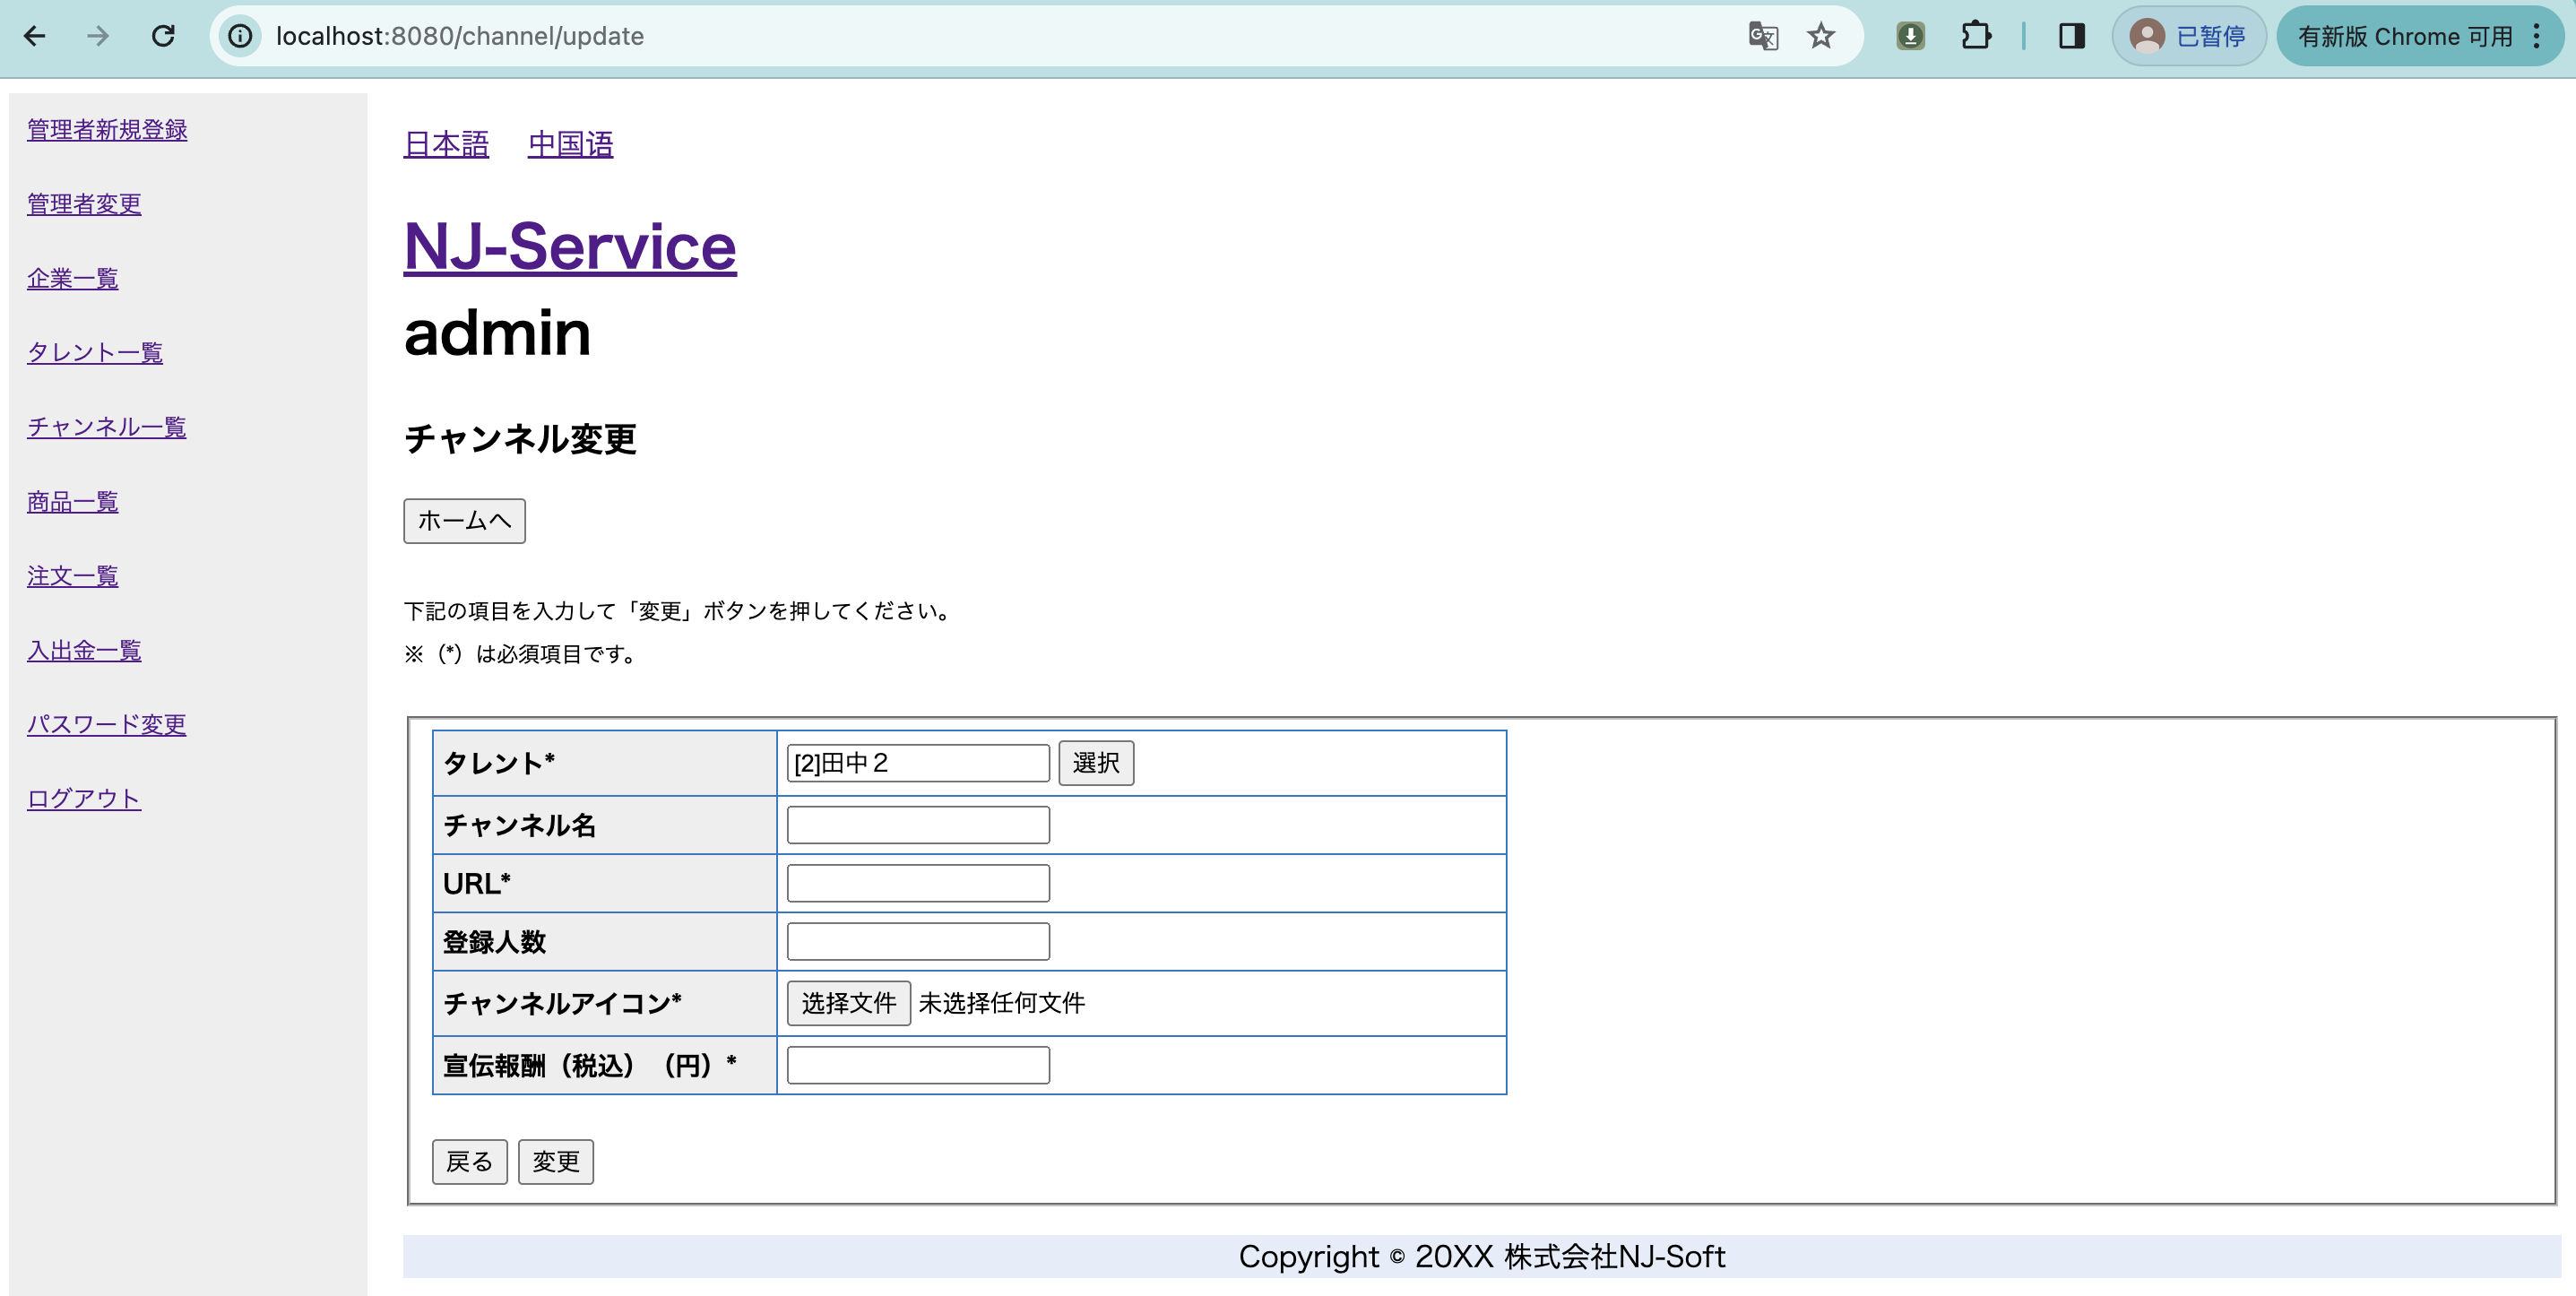 localhost:8080/channel/update
已暂停
有新版 Chrome 可用
管理者新規登録
管理者変更
企業一覧
タレント一覧
チャンネル一覧
商品一覧
注文一覧
入出金一覧
パスワード変更
ログアウト
日本語 中国语
NJ-Service
admin
チャンネル変更
ホームへ
下記の項目を入力して「変更」ボタンを押してください。
※（*）は必須項目です。
タレント* [2]田中２ 選択
チャンネル名
URL*
登録人数
チャンネルアイコン* 选择文件 未选择任何文件
宣伝報酬（税込）（円）*
戻る 変更
Copyright © 20XX 株式会社NJ-Soft